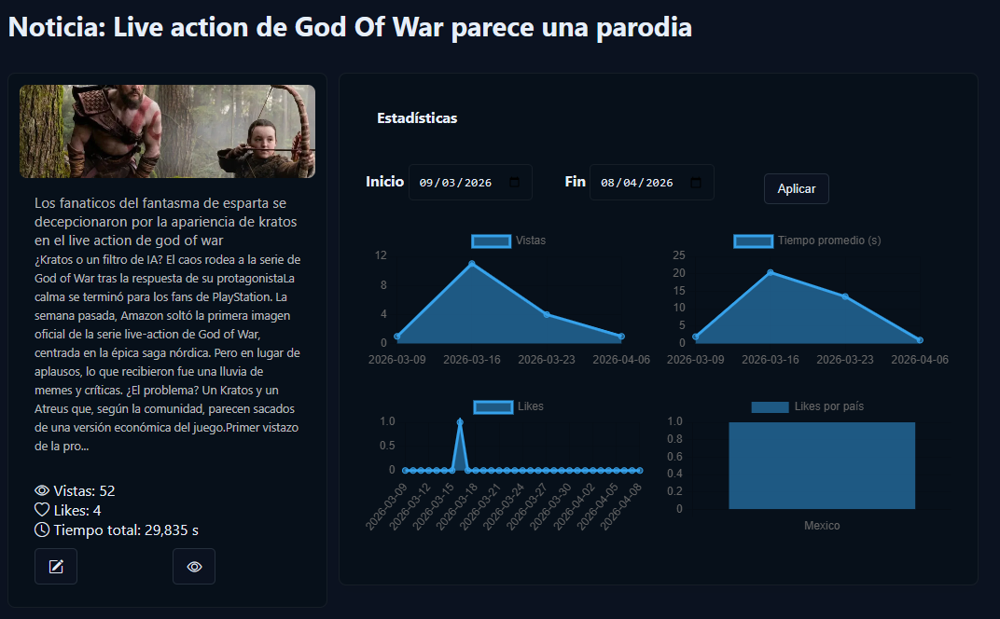 Noticia: Live action de God Of War parece una parodia
Los fanaticos del fantasma de esparta se
decepcionaron por la apariencia de kratos
en el live action de god of war
¿Kratos o un filtro de IA? El caos rodea a la serie de
God of War tras la respuesta de su protagonistaLa
calma se terminó para los fans de PlayStation. La
semana pasada, Amazon soltó la primera imagen
oficial de la serie live-action de God of War,
centrada en la épica saga nórdica. Pero en lugar de
aplausos, lo que recibieron fue una lluvia de
memes y críticas. ¿El problema? Un Kratos y un
Atreus que, según la comunidad, parecen sacados
de una versión económica del juego.Primer vistazo
de la pro...
Vistas: 52
Likes: 4
Tiempo total: 29,835 s
Estadísticas
Inicio 09/03/2026 Fin 08/04/2026 Aplicar
Vistas
12
8
4
0
2026-03-09 2026-03-16 2026-03-23 2026-04-06
Tiempo promedio (s)
25
20
15
10
5
0
2026-03-09 2026-03-16 2026-03-23 2026-04-06
Likes
1.0
0.5
0
2026-03-09 2026-03-12 2026-03-15 2026-03-18 2026-03-21 2026-03-24 2026-03-27 2026-03-30 2026-04-02 2026-04-05 2026-04-08
Likes por país
1.0
0.8
0.6
0.4
0.2
0
Mexico